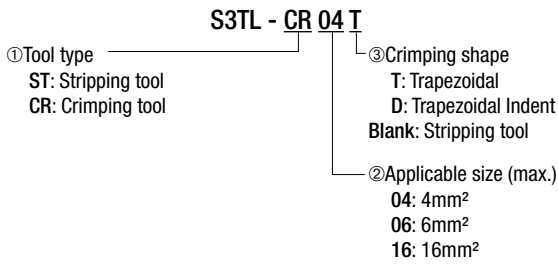 S3TL - CR 04 T
①Tool type
ST: Stripping tool
CR: Crimping tool
③Crimping shape
T: Trapezoidal
D: Trapezoidal Indent
Blank: Stripping tool
②Applicable size (max.)
04: 4mm²
06: 6mm²
16: 16mm²